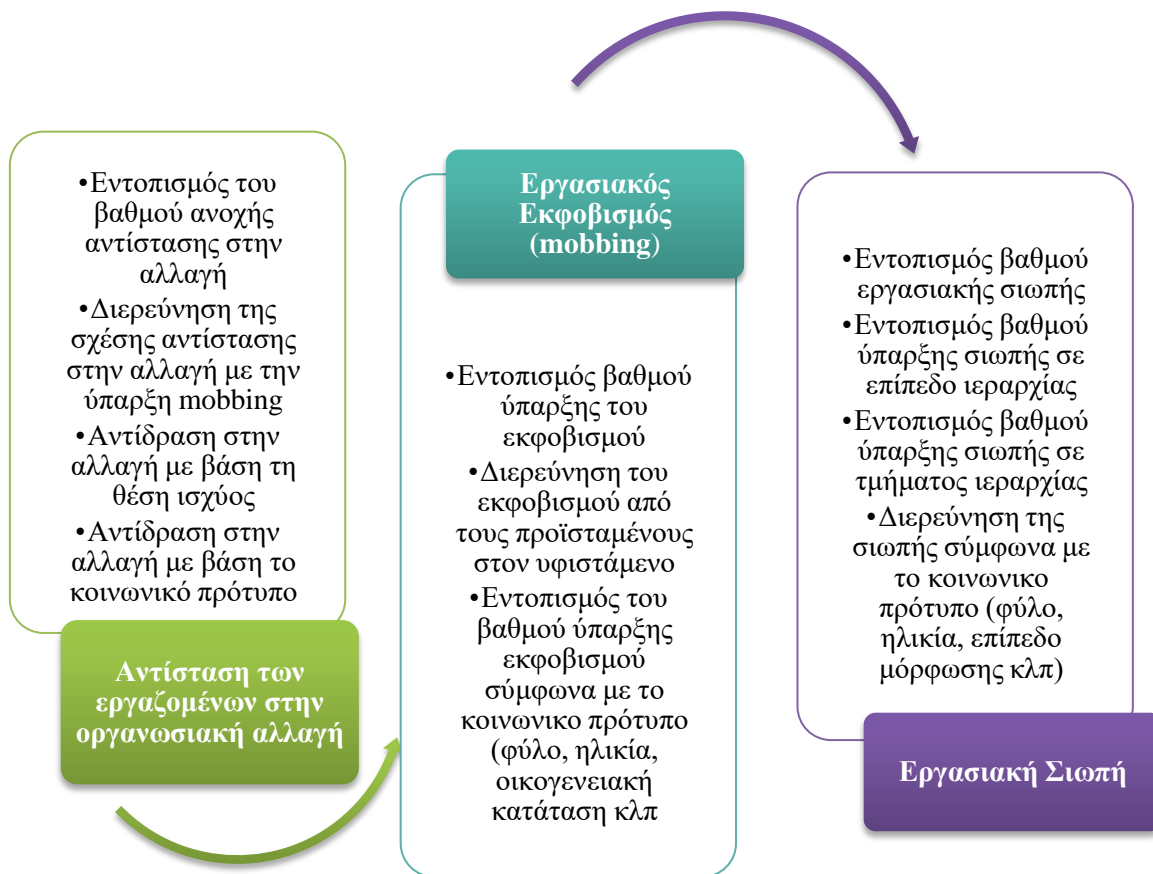 •Εντοπισμός του
βαθμού ανοχής
αντίστασης στην
αλλαγή
•Διερεύνηση της
σχέσης αντίστασης
στην αλλαγή με την
ύπαρξη mobbing
•Αντίδραση στην
αλλαγή με βάση τη
θέση ισχύος
•Αντίδραση στην
αλλαγή με βάση το
κοινωνικό πρότυπο
Αντίσταση των
εργαζομένων στην
οργανωσιακή αλλαγή
Εργασιακός
Εκφοβισμός
(mobbing)
•Εντοπισμός βαθμού
ύπαρξης του
εκφοβισμού
•Διερεύνηση του
εκφοβισμού από
τους προϊσταμένους
στον υφιστάμενο
•Εντοπισμός του
βαθμού ύπαρξης
εκφοβισμού
σύμφωνα με το
κοινωνικο πρότυπο
(φύλο, ηλικία,
οικογενειακή
κατάταση κλπ
•Εντοπισμός βαθμού
εργασιακής σιωπής
•Εντοπισμός βαθμού
ύπαρξης σιωπής σε
επίπεδο ιεραρχίας
•Εντοπισμός βαθμού
ύπαρξης σιωπής σε
τμήματος ιεραρχίας
•Διερεύνηση της
σιωπής σύμφωνα με
το κοινωνικο
πρότυπο (φύλο,
ηλικία, επίπεδο
μόρφωσης κλπ)
Εργασιακή Σιωπή